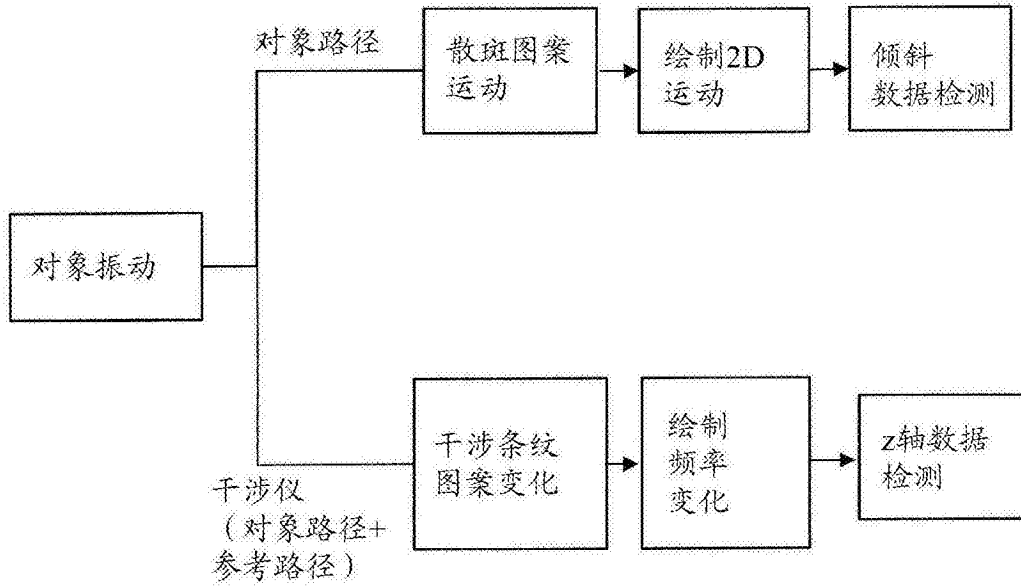 对象路径
散斑图案
运动
绘制2D
运动
倾斜
数据检测
对象振动
干涉仪
(对象路径+
参考路径)
干涉条纹
图案变化
绘制
频率
变化
z轴数据
检测